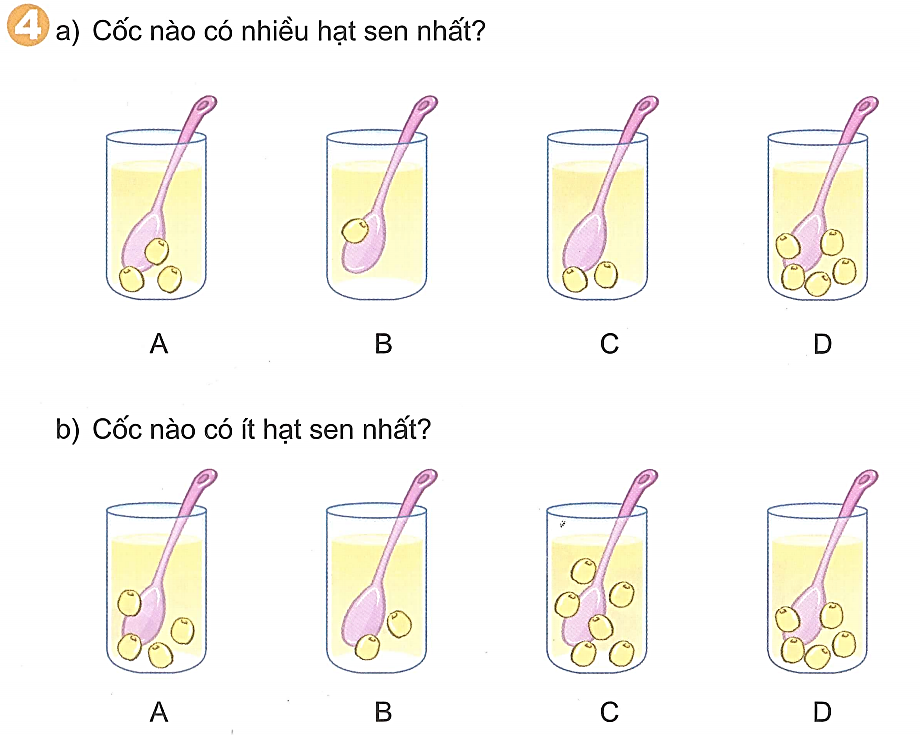 4 a) Cốc nào có nhiều hạt sen nhất?
A B C D
b) Cốc nào có ít hạt sen nhất?
A B C D